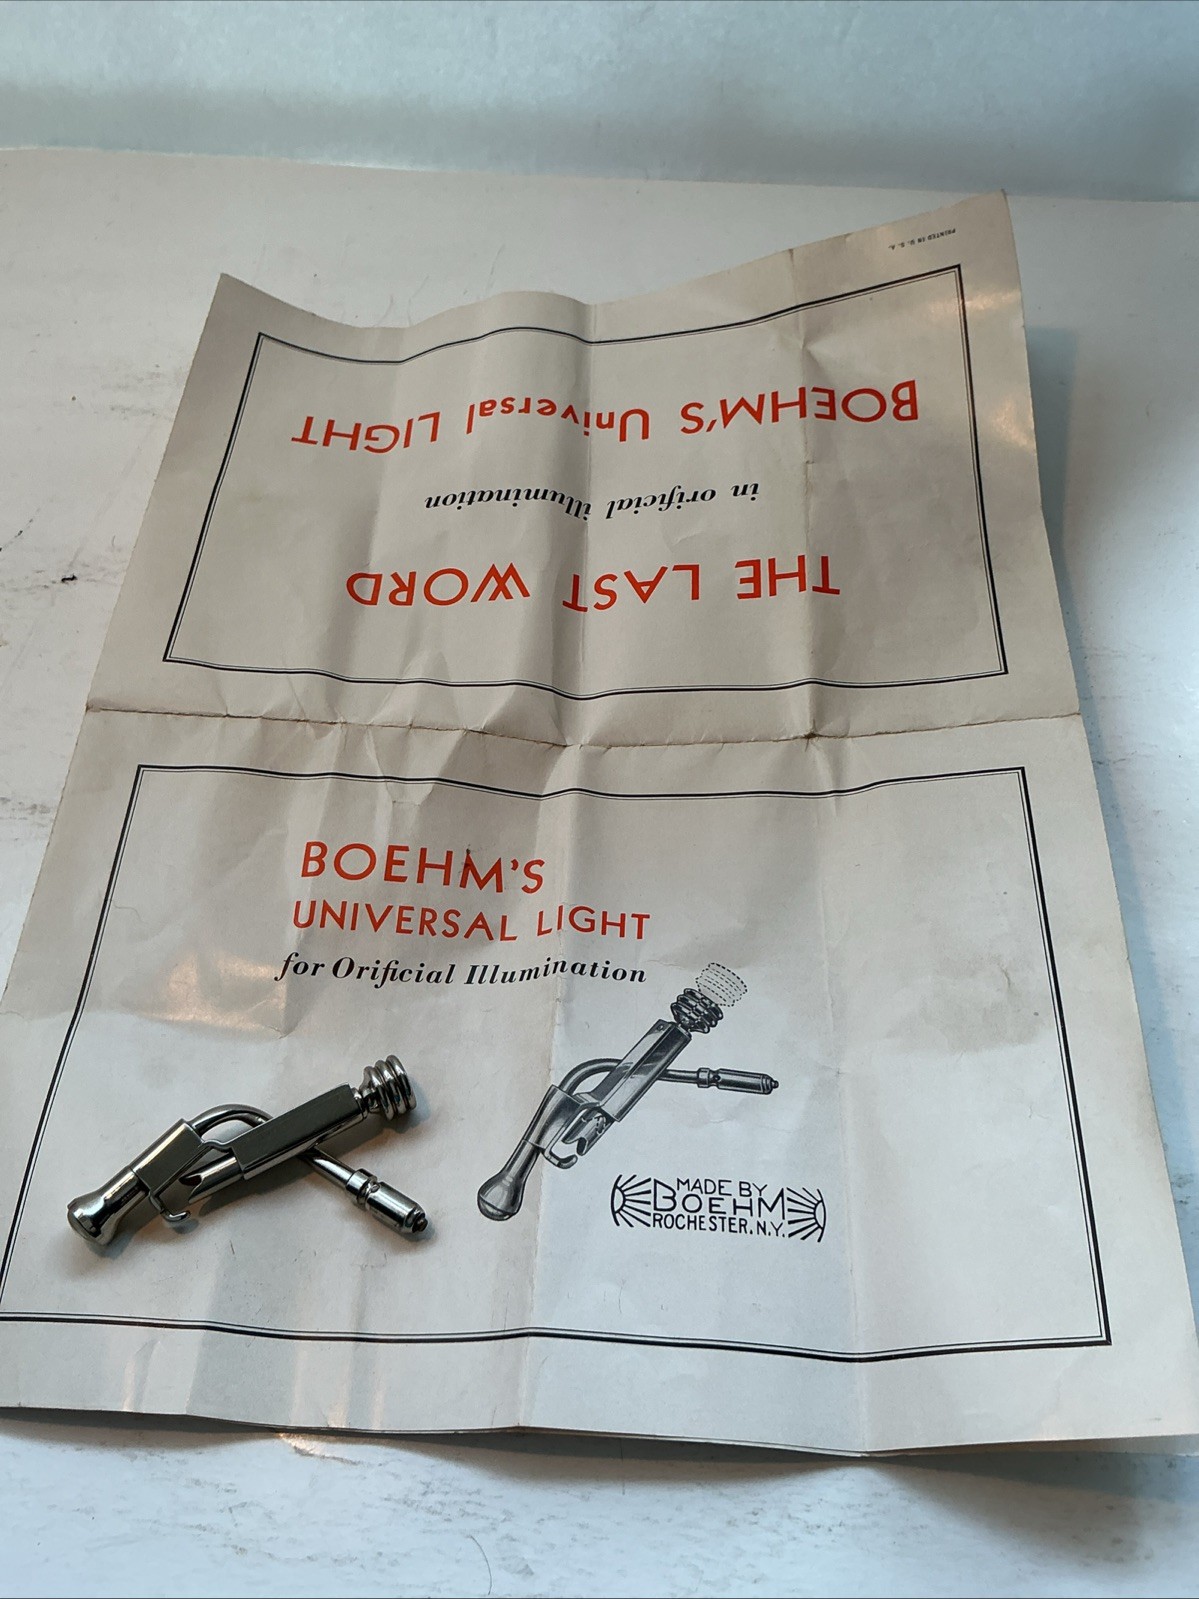 PRINTED IN U. S. A.
BOEHM'S Universal LIGHT
in orificial illumination
THE LAST WORD
BOEHM'S
UNIVERSAL LIGHT
for Orificial Illumination
MADE BY
BOEHM
ROCHESTER, N.Y.